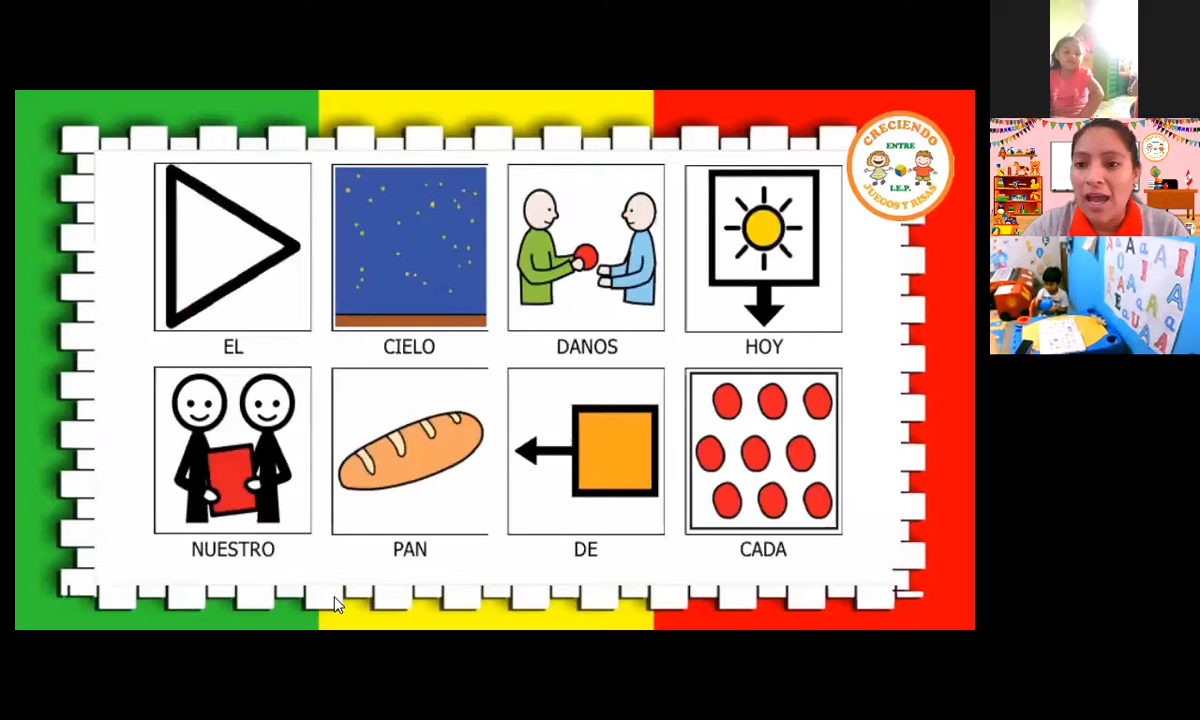 EL CIELO DANOS HOY
NUESTRO PAN DE CADA
CRECIENDO
ENTRE
I.E.P.
JUEGOS Y RISAS